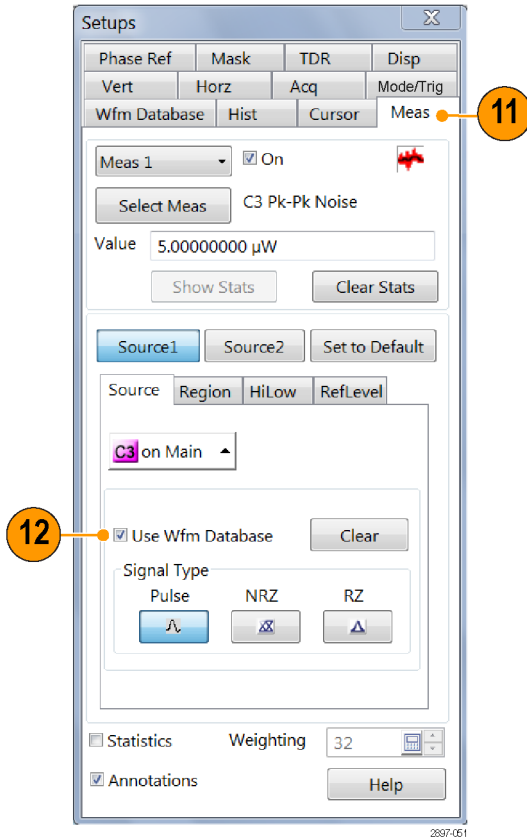 Setups
Phase Ref Mask TDR Disp
Vert Horz Acq Mode/Trig
Wfm Database Hist Cursor Meas
11
Meas 1 On
Select Meas C3 Pk-Pk Noise
Value 5.00000000 µW
Show Stats Clear Stats
Source1 Source2 Set to Default
Source Region HiLow RefLevel
C3 on Main
12
Use Wfm Database Clear
Signal Type
Pulse NRZ RZ
Statistics Weighting 32
Annotations Help
2897-051